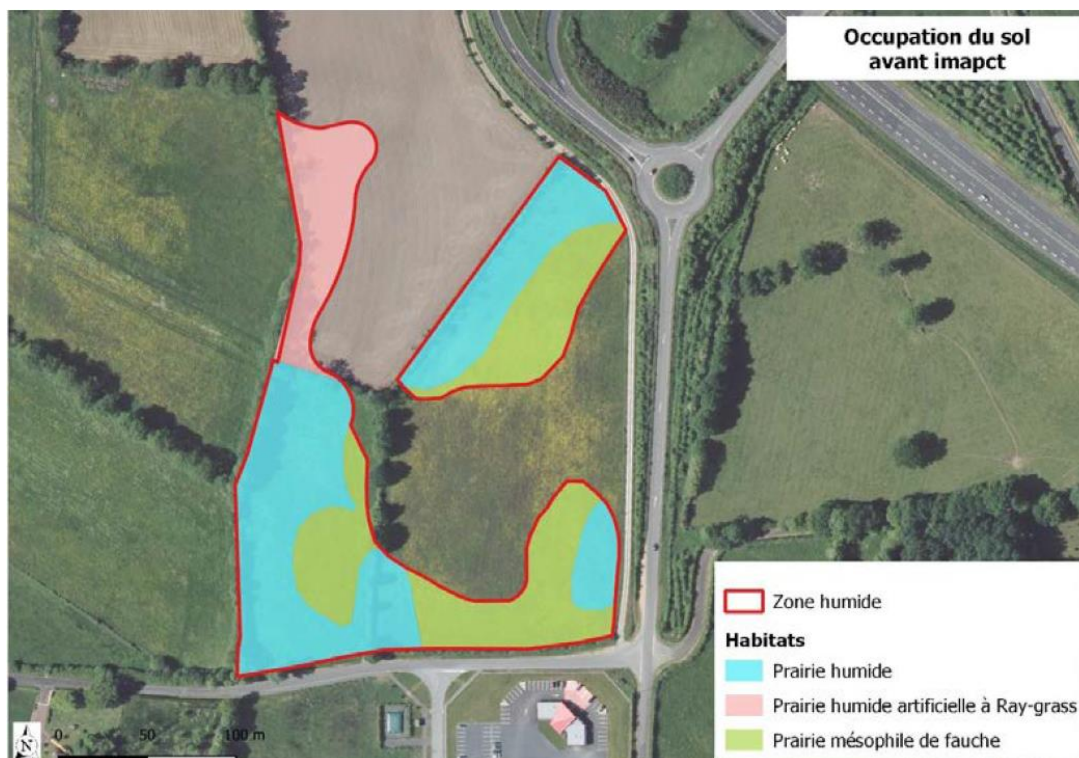 Occupation du sol
avant imapct
Zone humide
Habitats
Prairie humide
Prairie humide artificielle à Ray-grass
Prairie mésophile de fauche
N
0 50 100 m